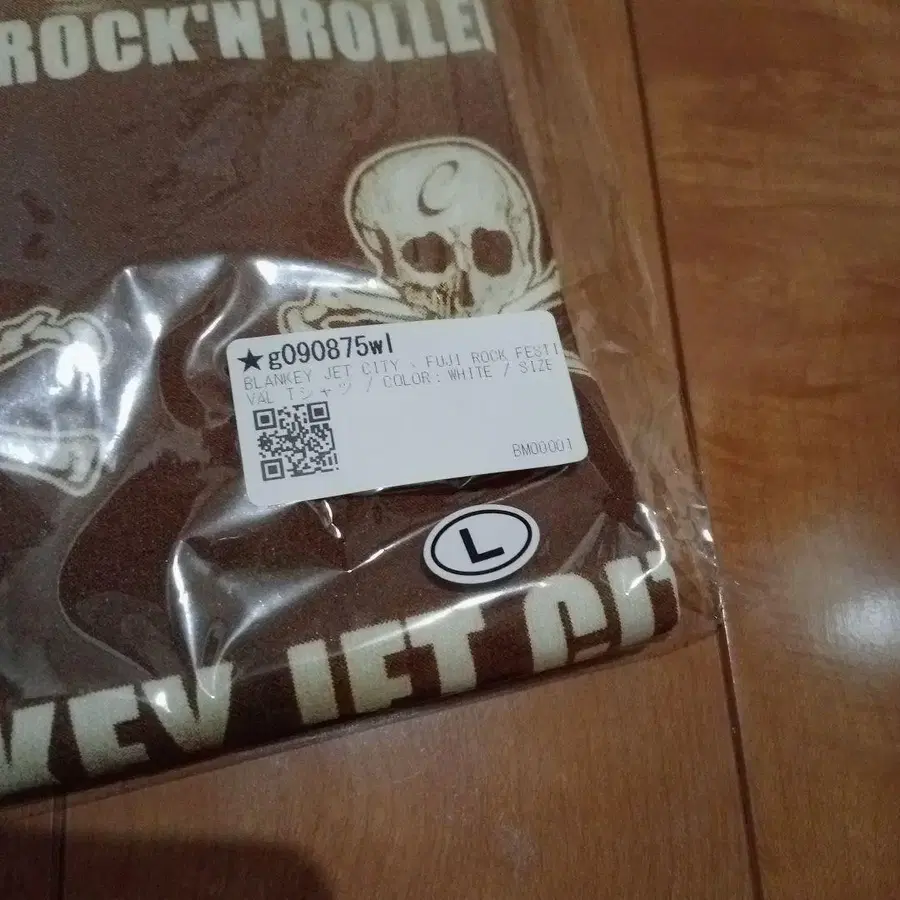 ROCK'N'ROLLE
C
★g090875wl
BLANKEY JET CITY 、 FUJI ROCK FESTI
VAL Tシャツ / COLOR : WHITE / SIZE
BM00001
L
KEY JET CIT